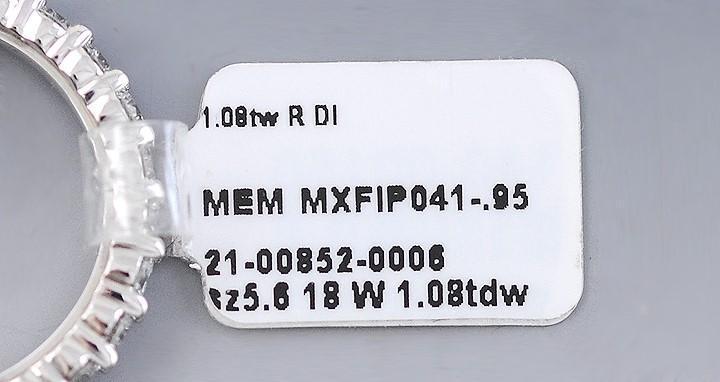 1.08tw R DI
MEM MXFIP041-.95
21-00852-0006
sz5.6 18 W 1.08tdw